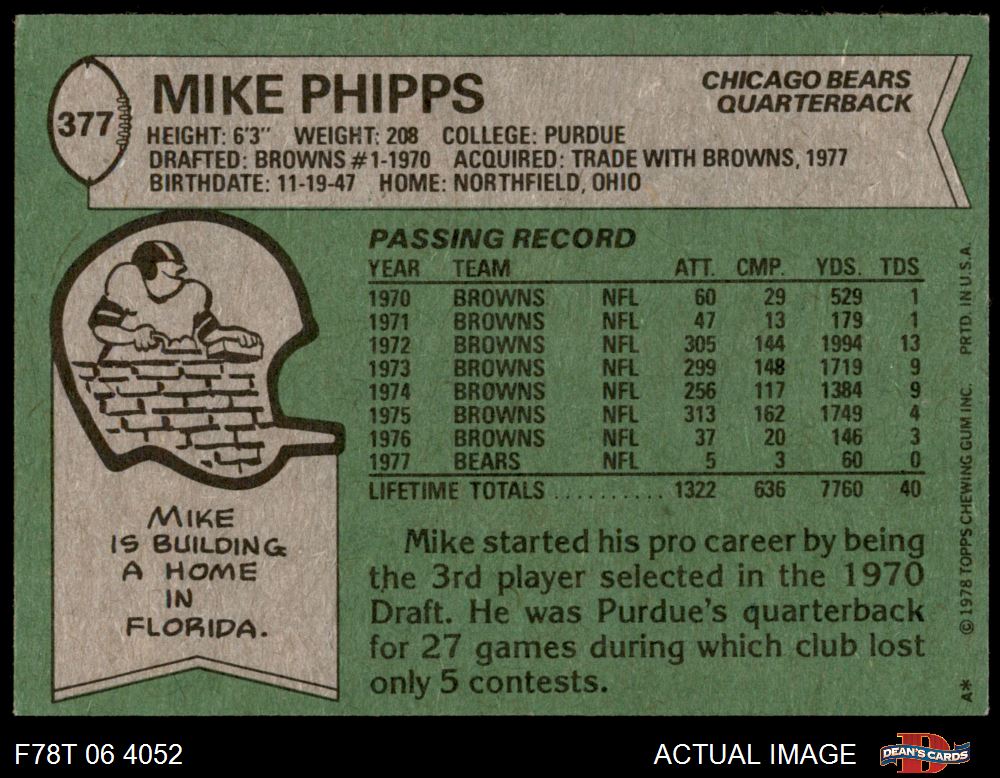 377
MIKE PHIPPS
CHICAGO BEARS
QUARTERBACK
HEIGHT: 6'3" WEIGHT: 208 COLLEGE: PURDUE
DRAFTED: BROWNS #1-1970 ACQUIRED: TRADE WITH BROWNS, 1977
BIRTHDATE: 11-19-47 HOME: NORTHFIELD, OHIO
PASSING RECORD
YEAR TEAM ATT. CMP. YDS. TDS
1970 BROWNS NFL 60 29 529 1
1971 BROWNS NFL 47 13 179 1
1972 BROWNS NFL 305 144 1994 13
1973 BROWNS NFL 299 148 1719 9
1974 BROWNS NFL 256 117 1384 9
1975 BROWNS NFL 313 162 1749 4
1976 BROWNS NFL 37 20 146 3
1977 BEARS NFL 5 3 60 0
LIFETIME TOTALS .......... 1322 636 7760 40
MIKE
IS BUILDING
A HOME
IN
FLORIDA.
Mike started his pro career by being
the 3rd player selected in the 1970
Draft. He was Purdue's quarterback
for 27 games during which club lost
only 5 contests.
A* © 1978 TOPPS CHEWING GUM INC. PRTD. IN U.S.A.
F78T 06 4052
ACTUAL IMAGE
DEAN'S CARDS